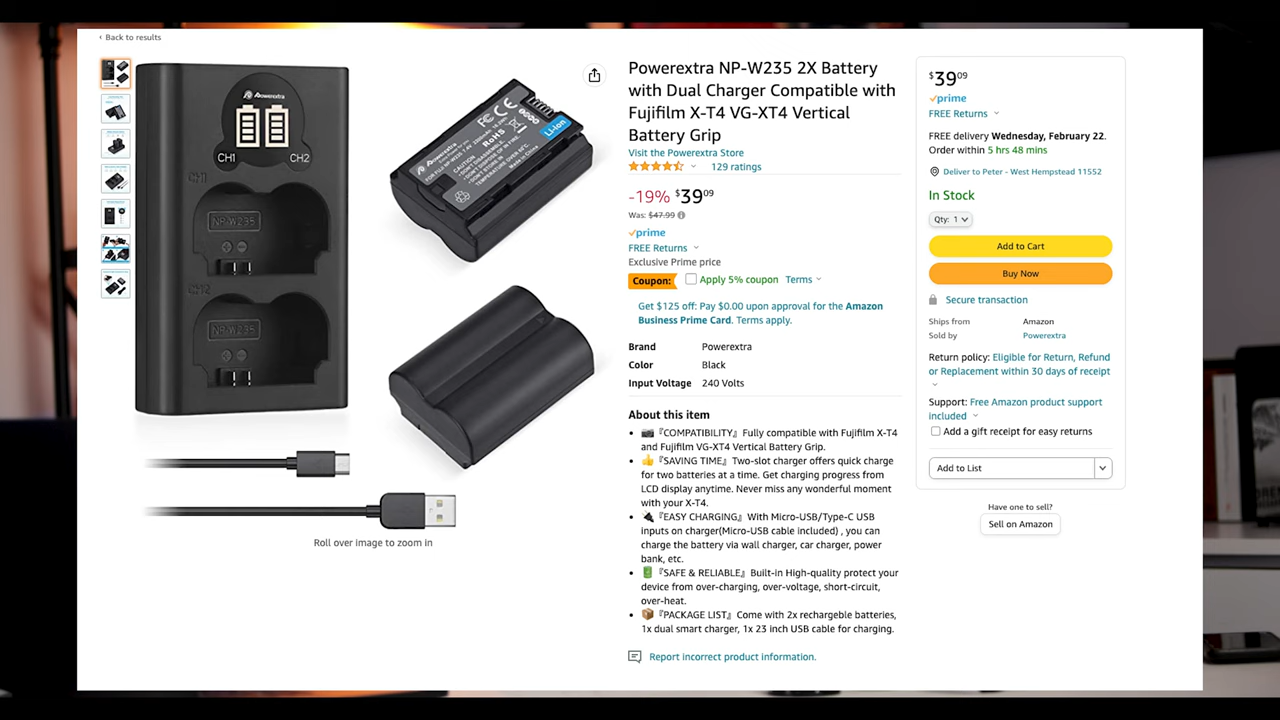 ‹ Back to results
Powerextra
CH1
CH2
CH1
NP-W235
CH2
NP-W235
Powerextra
Li-ion
RoHS
FC CE
CAUTION
Made in China
Roll over image to zoom in
Powerextra NP-W235 2X Battery
with Dual Charger Compatible with
Fujifilm X-T4 VG-XT4 Vertical
Battery Grip
Visit the Powerextra Store
129 ratings
-19% $3909
Was: $47.99
prime
FREE Returns
Exclusive Prime price
Coupon: Apply 5% coupon Terms
Get $125 off: Pay $0.00 upon approval for the Amazon
Business Prime Card. Terms apply.
Brand Powerextra
Color Black
Input Voltage 240 Volts
About this item
• 📷『COMPATIBILITY』Fully compatible with Fujifilm X-T4
and Fujifilm VG-XT4 Vertical Battery Grip.
• 👍『SAVING TIME』Two-slot charger offers quick charge
for two batteries at a time. Get charging progress from
LCD display anytime. Never miss any wonderful moment
with your X-T4.
• 🔌『EASY CHARGING』With Micro-USB/Type-C USB
inputs on charger(Micro-USB cable included) , you can
charge the battery via wall charger, car charger, power
bank, etc.
• 🔋『SAFE & RELIABLE』Built-in High-quality protect your
device from over-charging, over-voltage, short-circuit,
over-heat.
• 📦『PACKAGE LIST』Come with 2x rechargeble batteries,
1x dual smart charger, 1x 23 inch USB cable for charging.
Report incorrect product information.
$3909
prime
FREE Returns
FREE delivery Wednesday, February 22.
Order within 5 hrs 48 mins
Deliver to Peter - West Hempstead 11552
In Stock
Qty: 1
Add to Cart
Buy Now
Secure transaction
Ships from Amazon
Sold by Powerextra
Return policy: Eligible for Return, Refund
or Replacement within 30 days of receipt
Support: Free Amazon product support
included
Add a gift receipt for easy returns
Add to List
Have one to sell?
Sell on Amazon